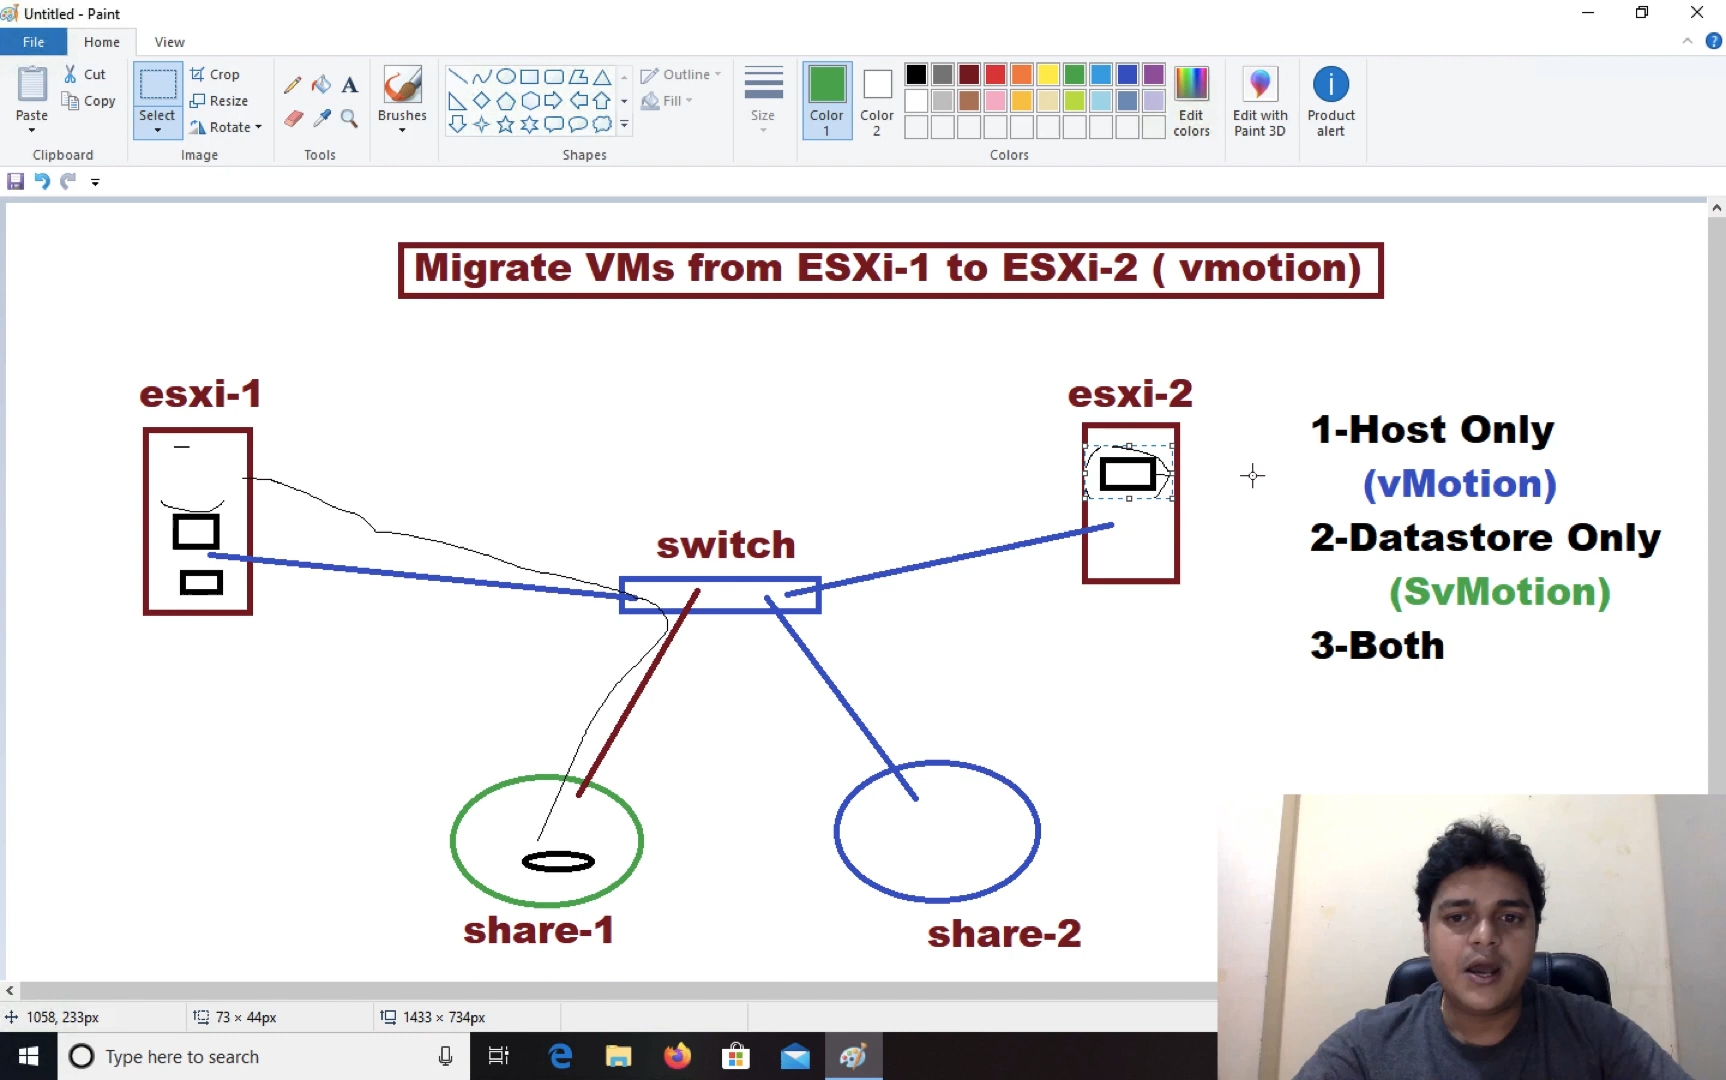 Untitled - Paint
File
Home
View
Paste
Cut
Copy
Clipboard
Select
Crop
Resize
Rotate
Image
A
Tools
Brushes
Shapes
Outline
Fill
Size
Color 1
Color 2
Edit colors
Colors
Edit with Paint 3D
Product alert
Migrate VMs from ESXi-1 to ESXi-2 ( vmotion)
esxi-1
esxi-2
1-Host Only
(vMotion)
switch
2-Datastore Only
(SvMotion)
3-Both
share-1
share-2
1058, 233px
73 × 44px
1433 × 734px
Type here to search